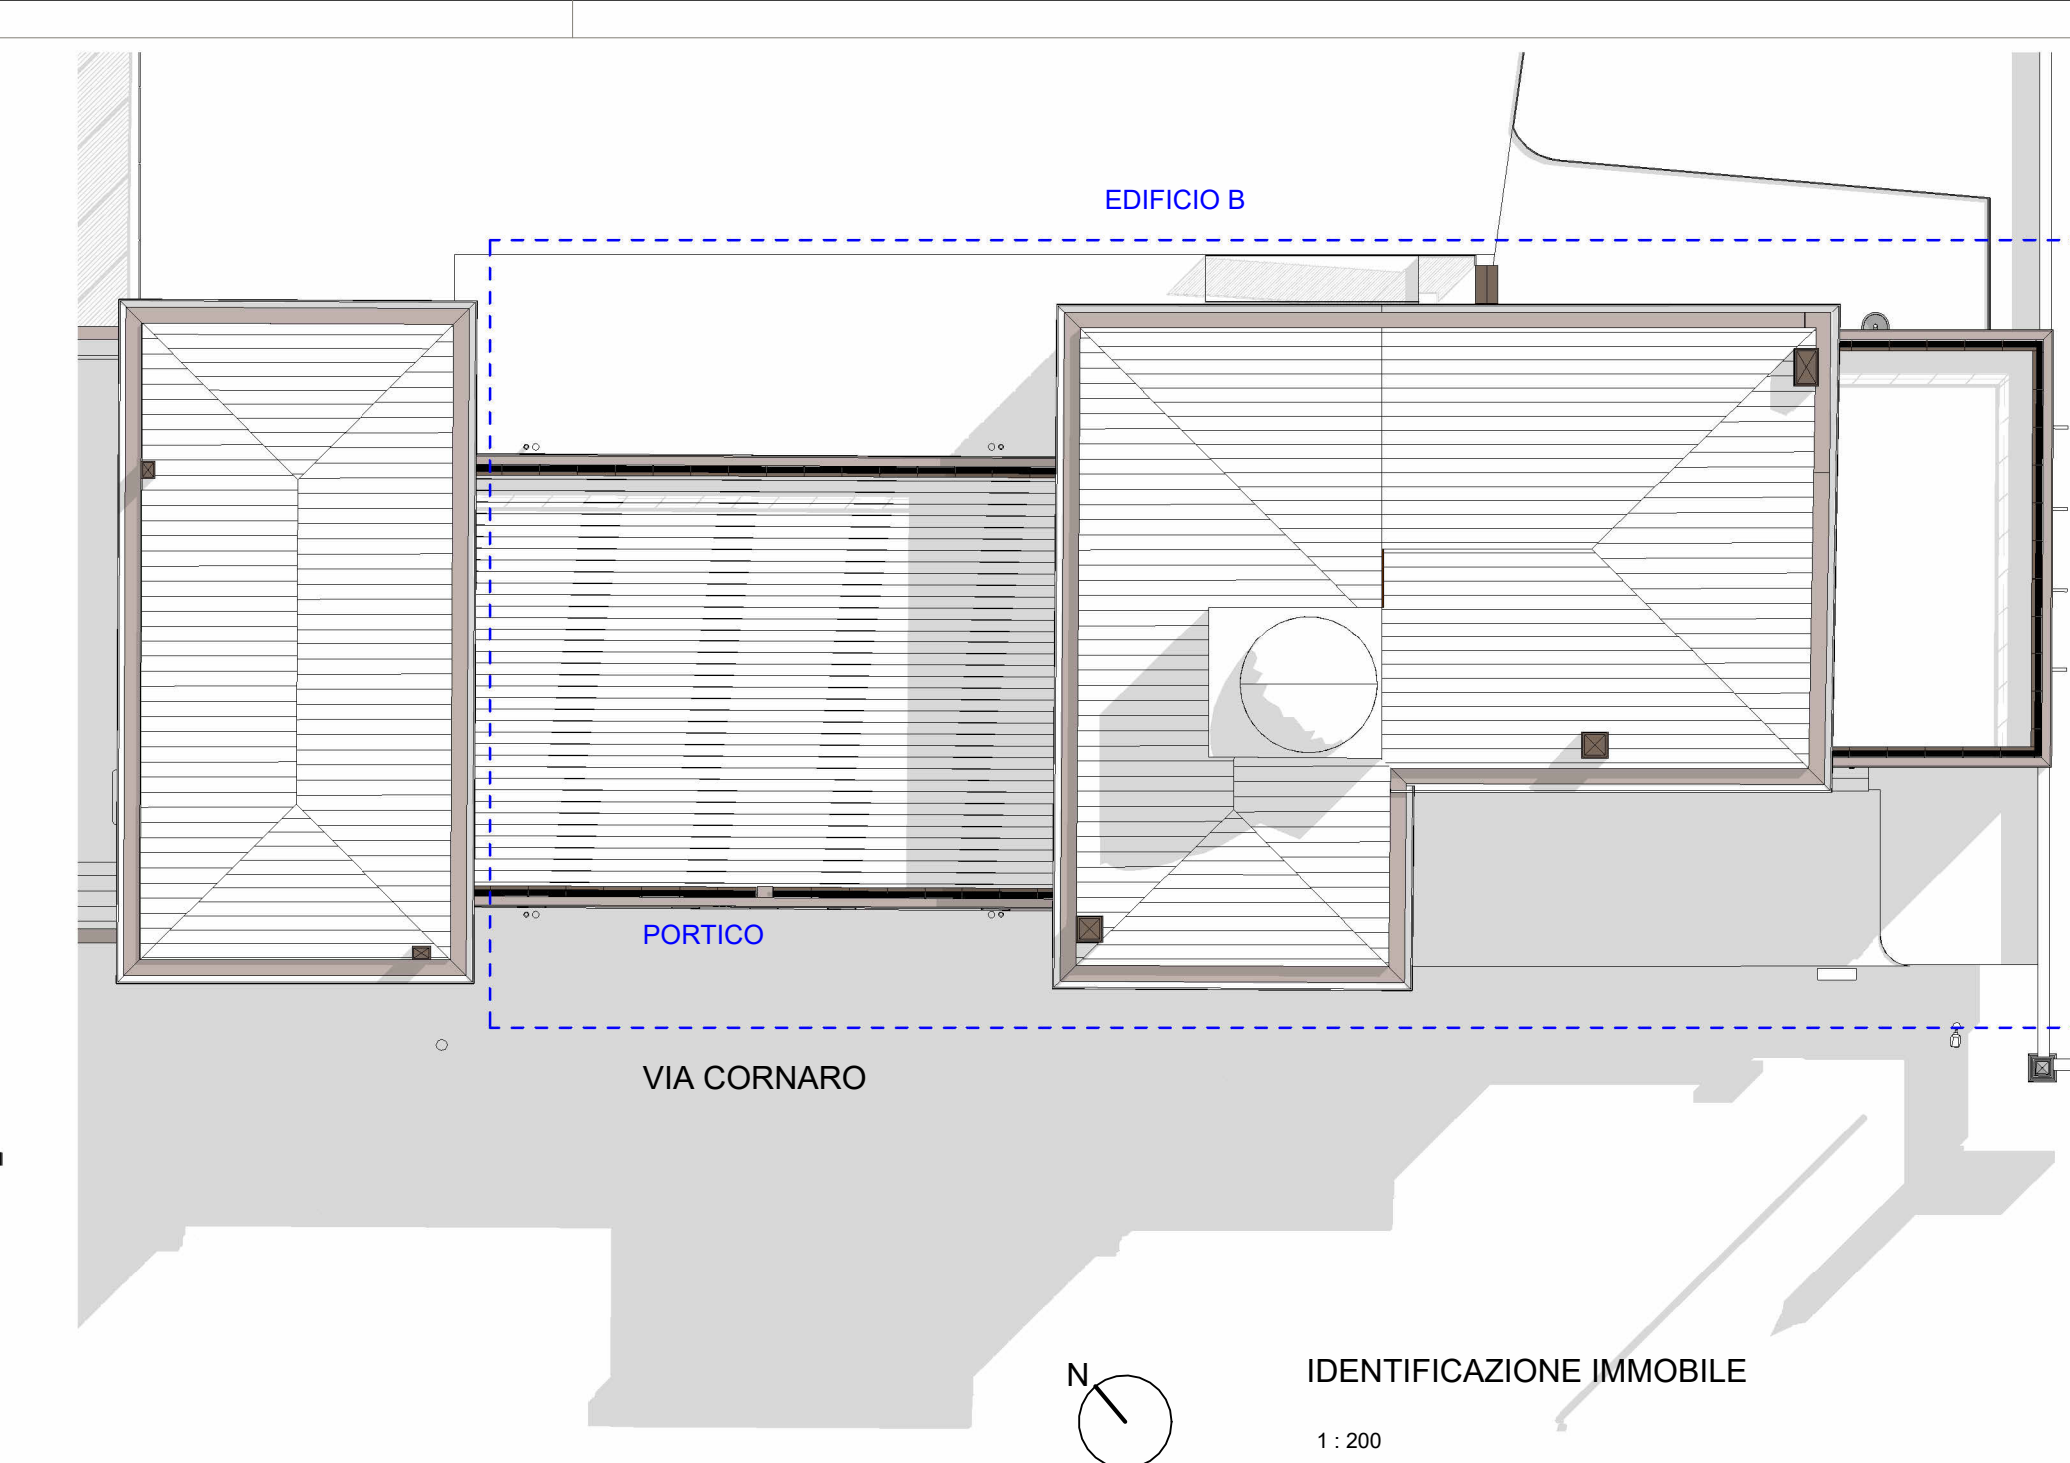 EDIFICIO B
PORTICO
VIA CORNARO
N
IDENTIFICAZIONE IMMOBILE
1 : 200